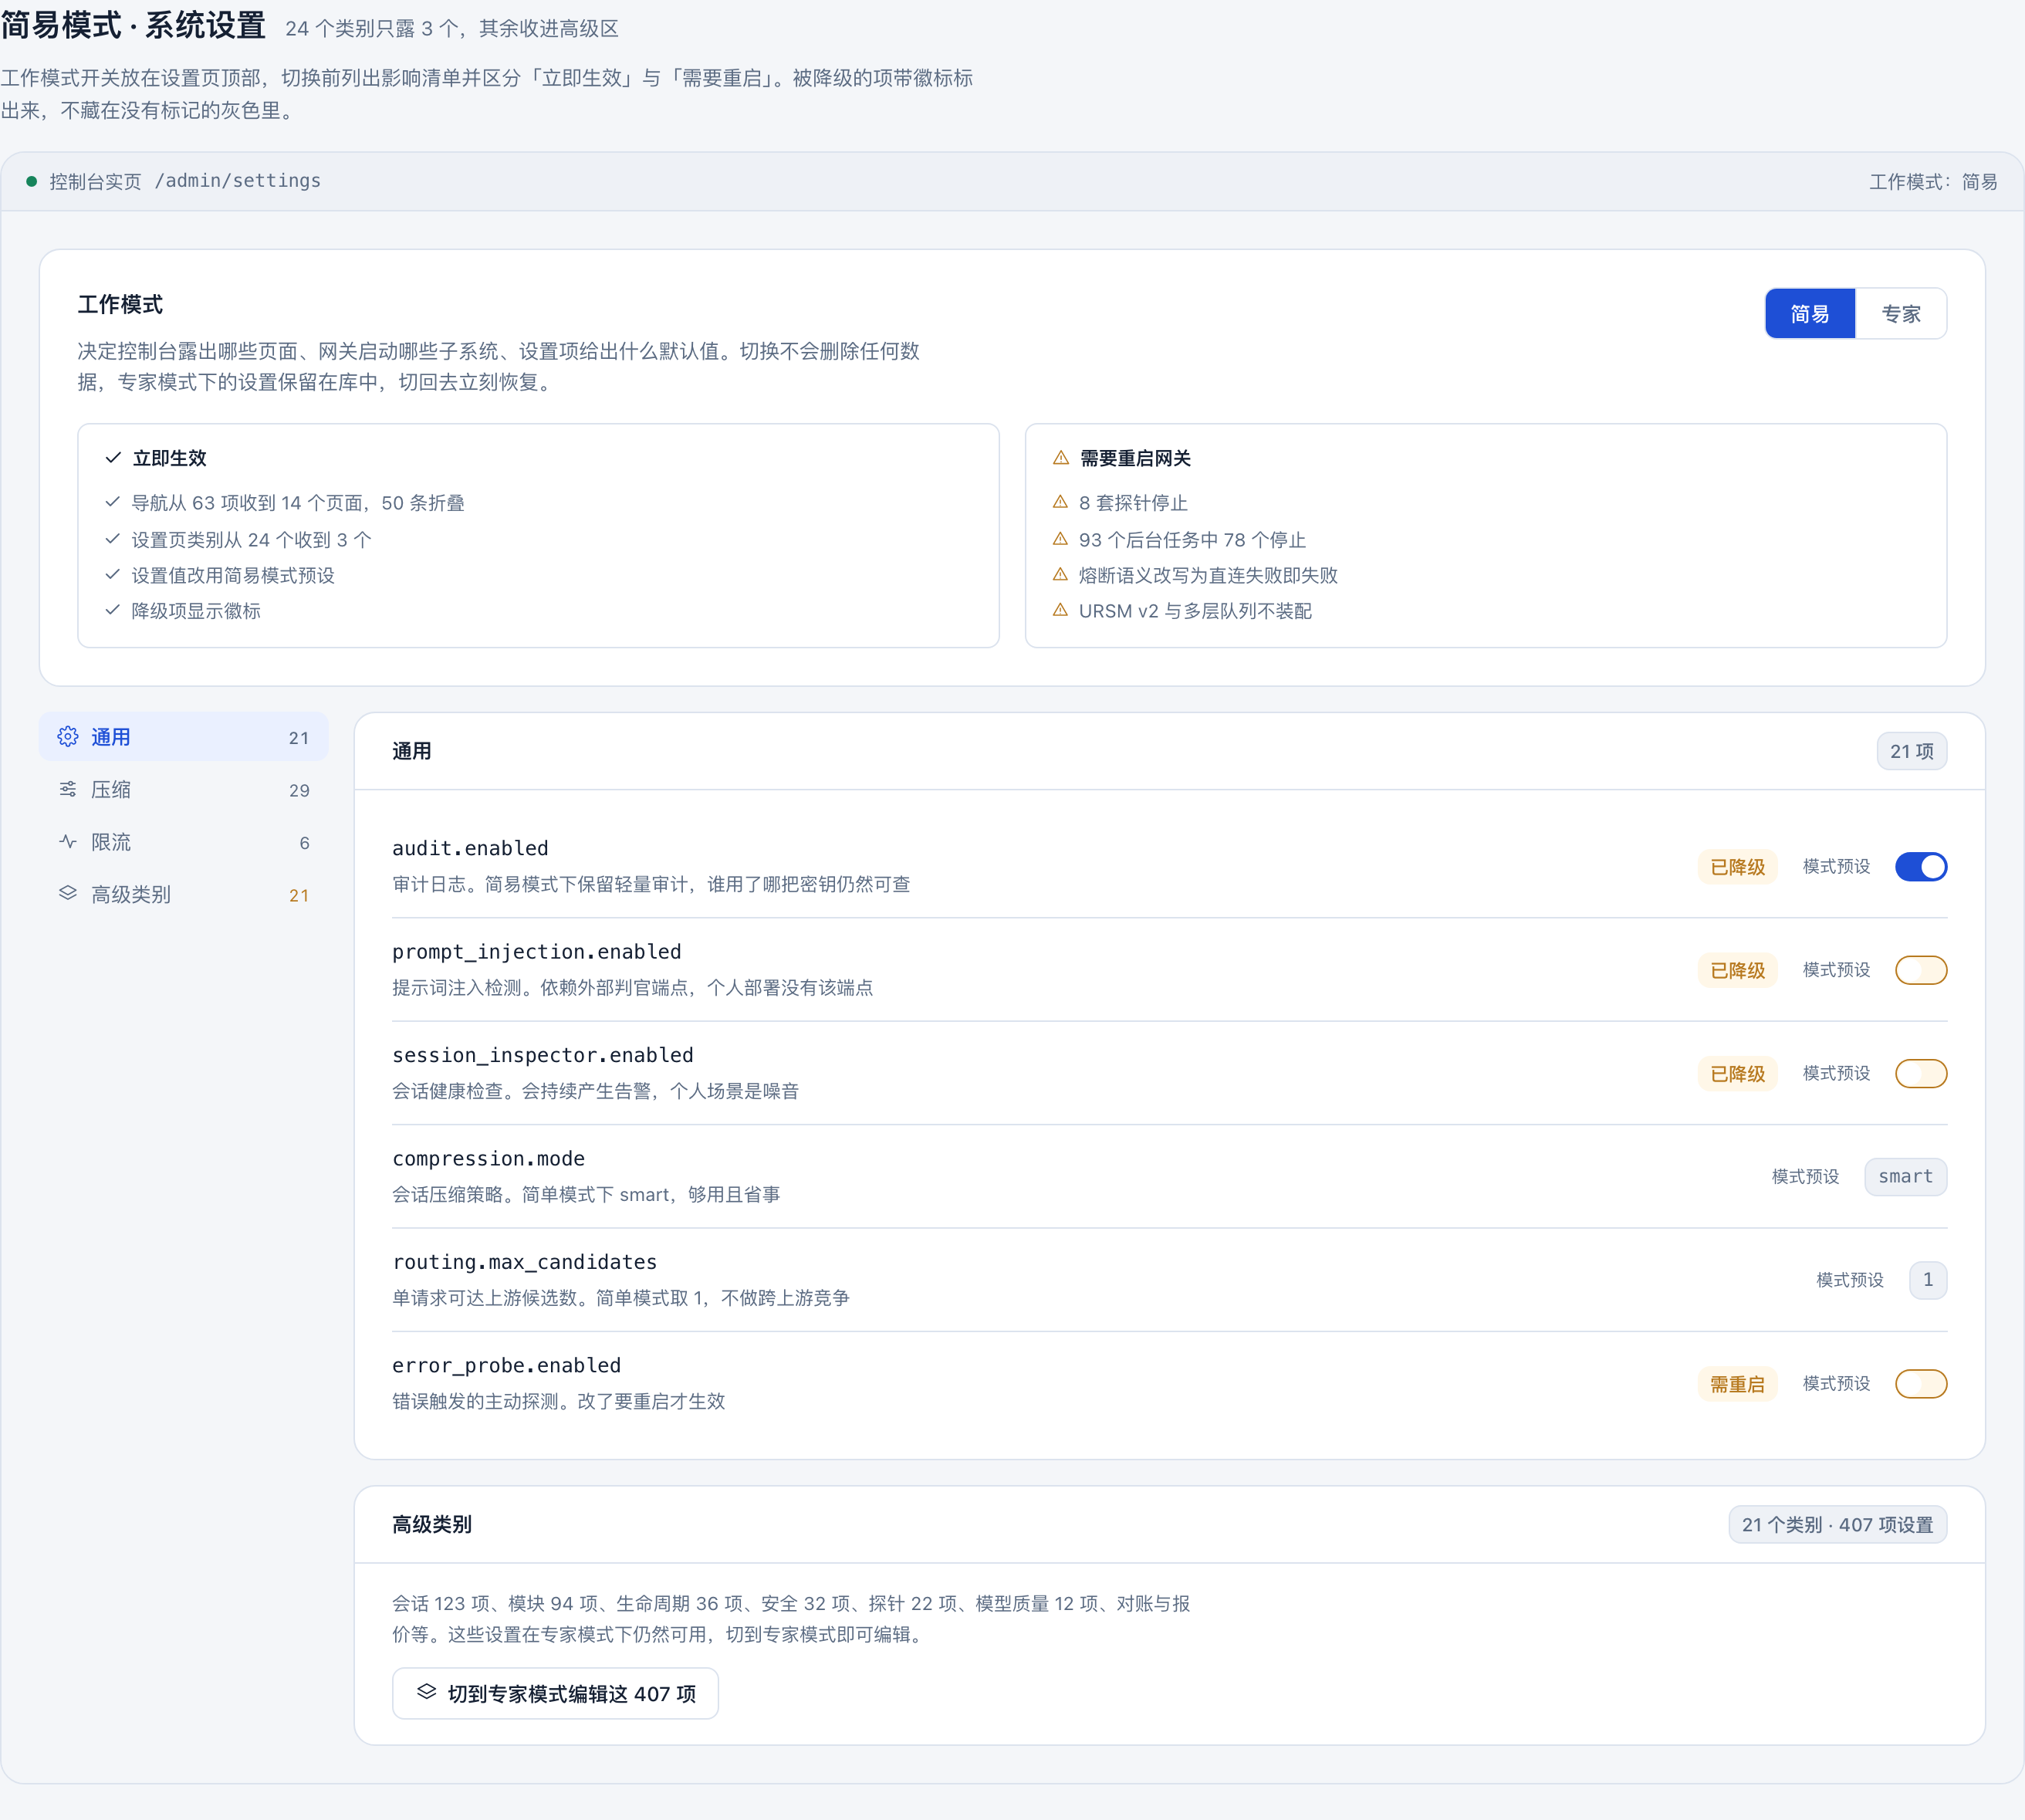 简易模式 · 系统设置 24 个类别只露 3 个，其余收进高级区
工作模式开关放在设置页顶部，切换前列出影响清单并区分「立即生效」与「需要重启」。被降级的项带徽标标
出来，不藏在没有标记的灰色里。
控制台实页 /admin/settings 工作模式：简易
工作模式
简易 专家
决定控制台露出哪些页面、网关启动哪些子系统、设置项给出什么默认值。切换不会删除任何数
据，专家模式下的设置保留在库中，切回去立刻恢复。
立即生效
导航从 63 项收到 14 个页面，50 条折叠
设置页类别从 24 个收到 3 个
设置值改用简易模式预设
降级项显示徽标
需要重启网关
8 套探针停止
93 个后台任务中 78 个停止
熔断语义改写为直连失败即失败
URSM v2 与多层队列不装配
通用 21
压缩 29
限流 6
高级类别 21
通用 21 项
audit.enabled
审计日志。简易模式下保留轻量审计，谁用了哪把密钥仍然可查
已降级 模式预设
prompt_injection.enabled
提示词注入检测。依赖外部判官端点，个人部署没有该端点
已降级 模式预设
session_inspector.enabled
会话健康检查。会持续产生告警，个人场景是噪音
已降级 模式预设
compression.mode
会话压缩策略。简单模式下 smart，够用且省事
模式预设 smart
routing.max_candidates
单请求可达上游候选数。简单模式取 1，不做跨上游竞争
模式预设 1
error_probe.enabled
错误触发的主动探测。改了要重启才生效
需重启 模式预设
高级类别 21 个类别 · 407 项设置
会话 123 项、模块 94 项、生命周期 36 项、安全 32 项、探针 22 项、模型质量 12 项、对账与报
价等。这些设置在专家模式下仍然可用，切到专家模式即可编辑。
切到专家模式编辑这 407 项